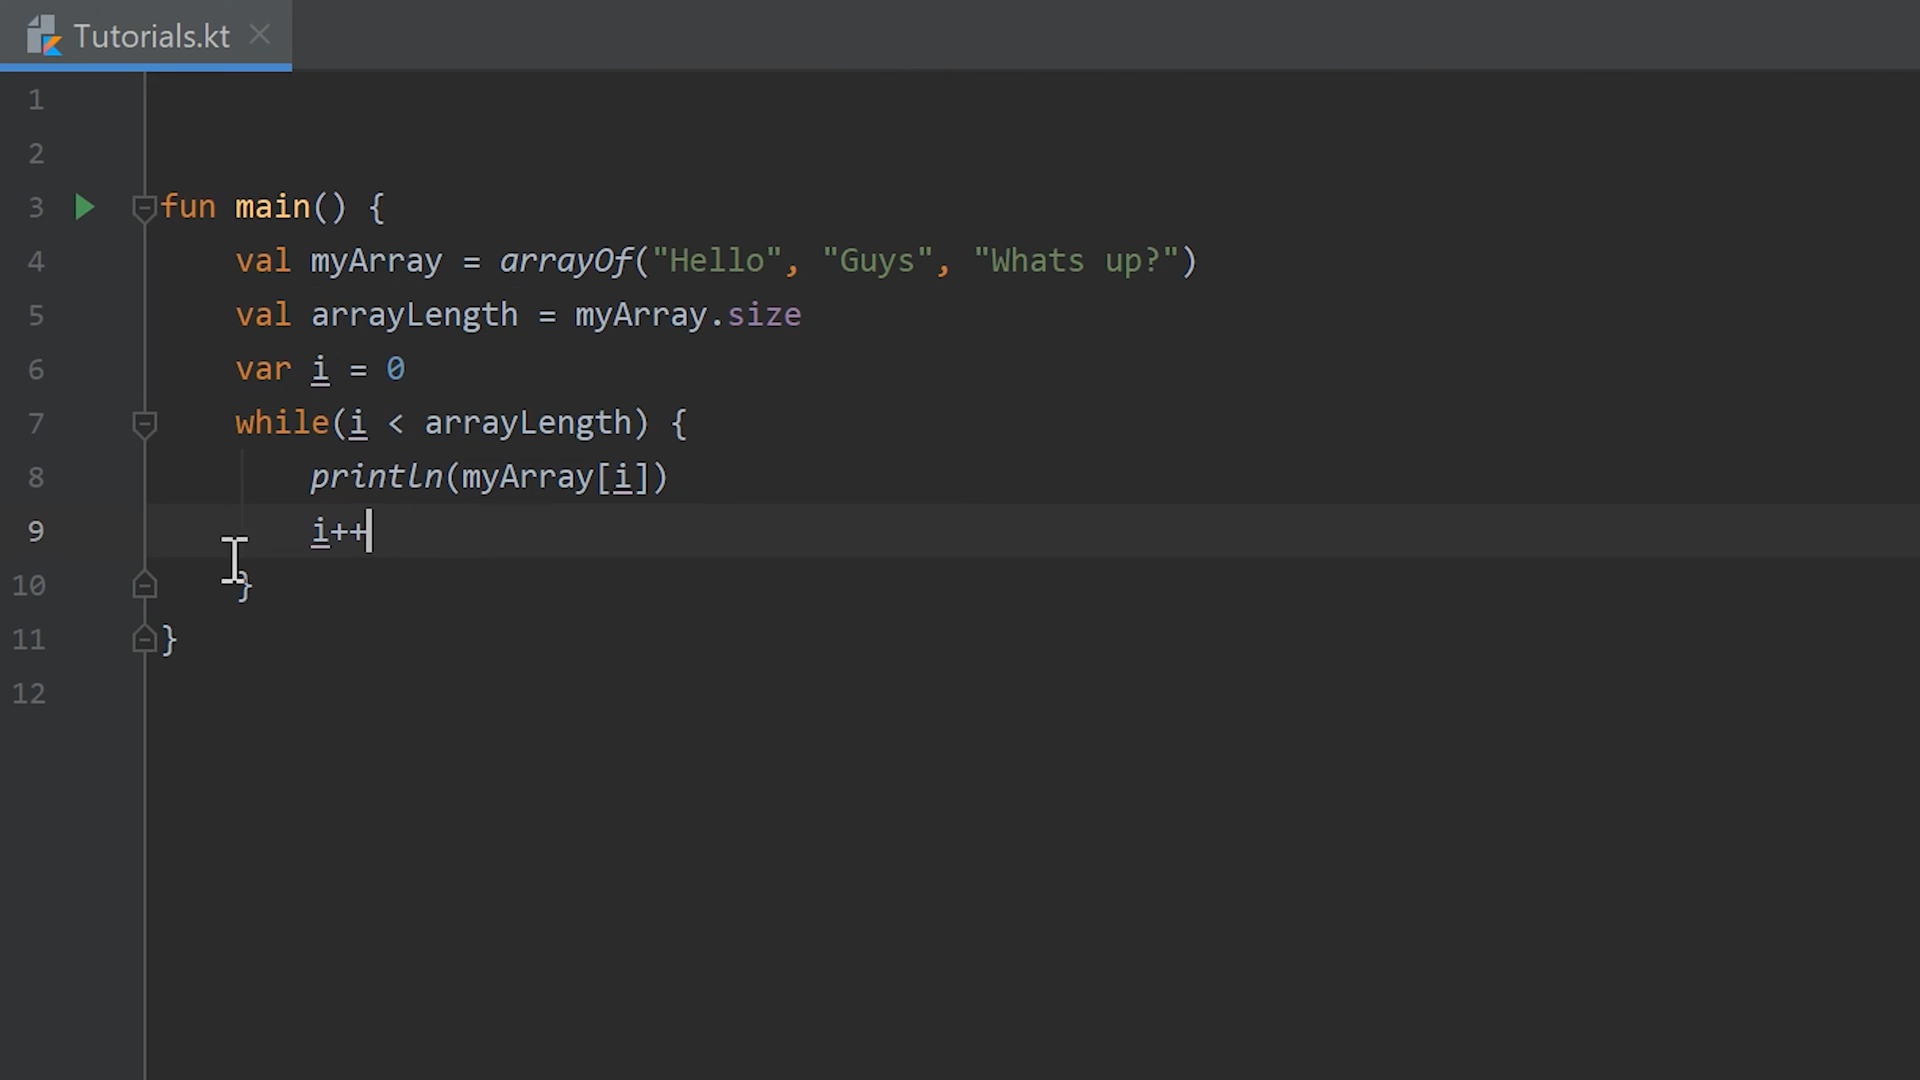 Tutorials.kt
1
2
3 fun main() {
4 val myArray = arrayOf("Hello", "Guys", "Whats up?")
5 val arrayLength = myArray.size
6 var i = 0
7 while(i < arrayLength) {
8 println(myArray[i])
9 i++
10 }
11 }
12